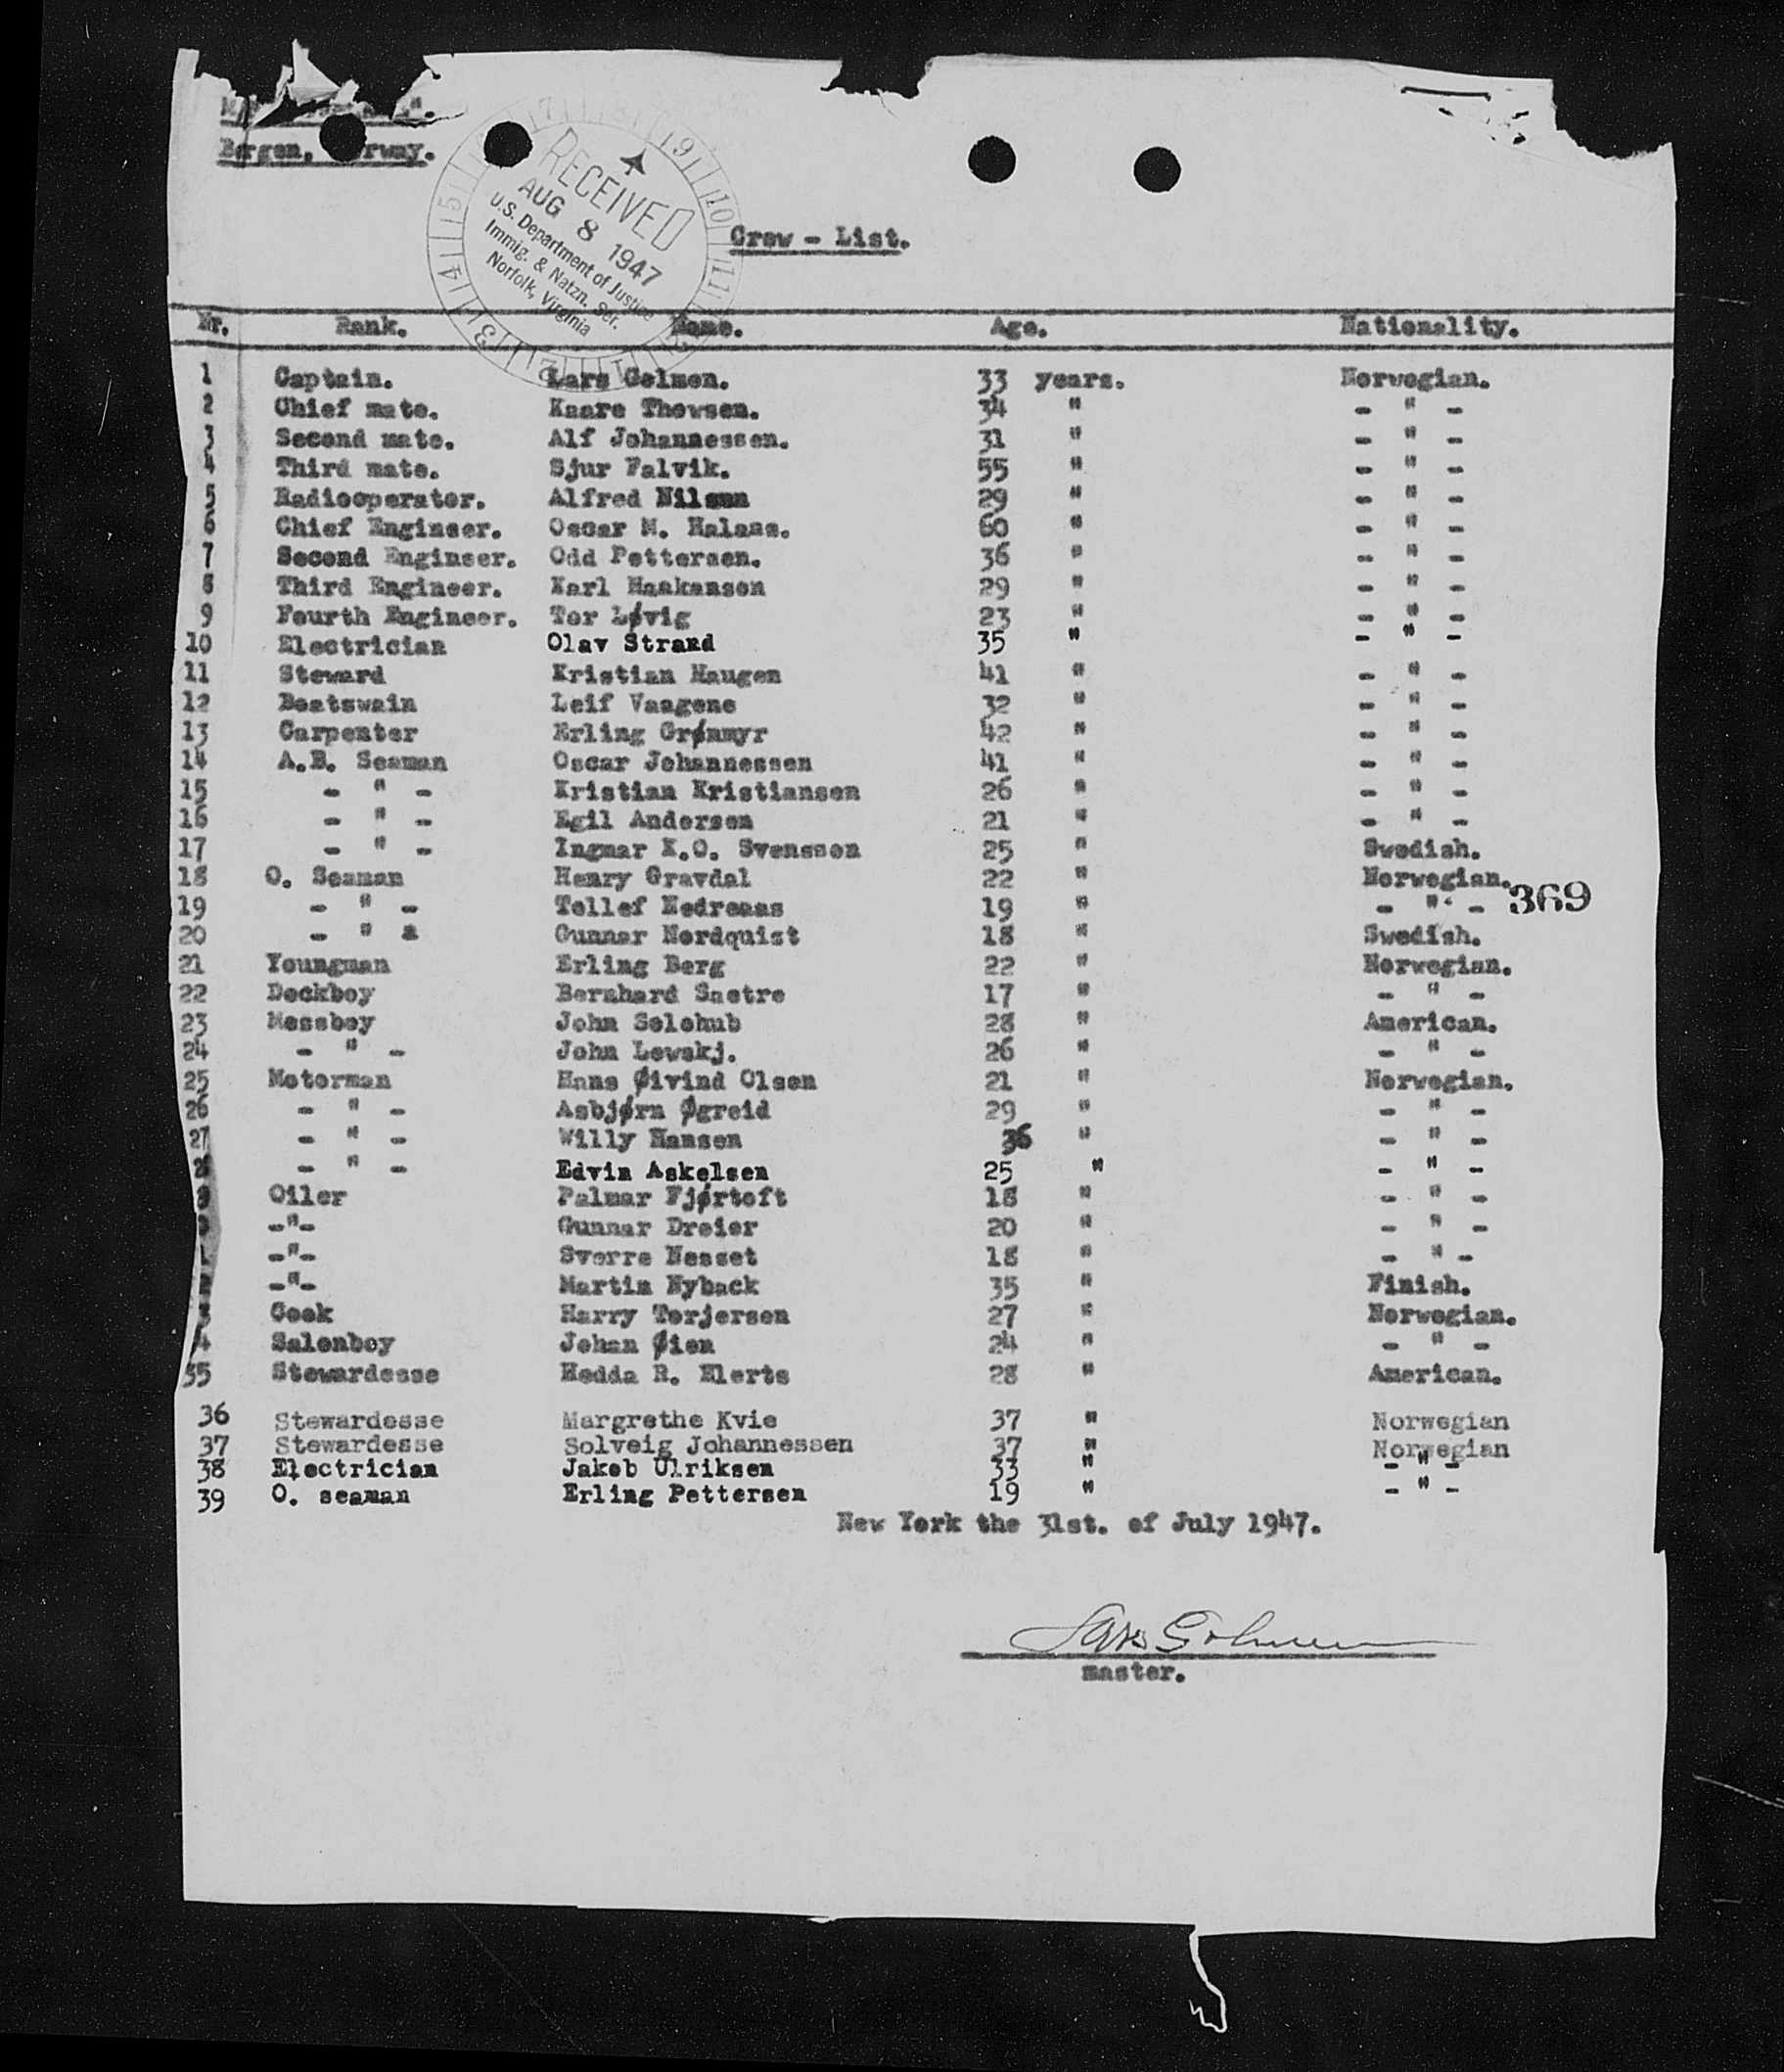 Bergen, Norway.
RECEIVED
AUG 8 1947
U.S. Department of Justice
Immig. & Natzn. Ser.
Norfolk, Virginia
Crew - List.
Nr. Rank. Name. Age. Nationality.
1 Captain. Lars Golmen. 33 years. Norwegian.
2 Chief mate. Kaare Thowsen. 34 " - " -
3 Second mate. Alf Johannessen. 31 " - " -
4 Third mate. Sjur Falvik. 55 " - " -
5 Radiooperator. Alfred Nilsen 29 " - " -
6 Chief Engineer. Oscar M. Halaas. 60 " - " -
7 Second Engineer. Odd Pettersen. 36 " - " -
8 Third Engineer. Karl Haakansen 29 " - " -
9 Fourth Engineer. Tor Løvig 23 " - " -
10 Electrician Olav Strand 35 " - " -
11 Steward Kristian Haugen 41 " - " -
12 Boatswain Leif Vaagene 32 " - " -
13 Carpenter Erling Grønmyr 42 " - " -
14 A.B. Seaman Oscar Johannessen 41 " - " -
15 - " - Kristian Kristiansen 26 " - " -
16 - " - Egil Andersen 21 " - " -
17 - " - Ingmar K.O. Svensson 25 " Swedish.
18 O. Seaman Henry Gravdal 22 " Norwegian.
19 - " - Tollef Nedreaas 19 " - " - 369
20 - " - Gunnar Nordquist 18 " Swedish.
21 Youngman Erling Berg 22 " Norwegian.
22 Deckboy Bernhard Saetre 17 " - " -
23 Messboy John Solohub 28 " American.
24 - " - John Lewskj. 26 " - " -
25 Motorman Hans Øivind Olsen 21 " Norwegian.
26 - " - Asbjørn Øgreid 29 " - " -
27 - " - Willy Hansen 36 " - " -
28 - " - Edvin Askelsen 25 " - " -
9 Oiler Palmar Fjørtoft 18 " - " -
-"- Gunnar Dreier 20 " - " -
-"- Sverre Nesset 18 " - " -
-"- Martin Nyback 35 " Finish.
3 Cook Harry Torjersen 27 " Norwegian.
4 Salonboy Johan Øien 24 " - " -
35 Stewardesse Hedda R. Elerts 28 " American.
36 Stewardesse Margrethe Kvie 37 " Norwegian
37 Stewardesse Solveig Johannessen 37 " Norwegian
38 Electrician Jakob Ulriksen 33 " - " -
39 O. seaman Erling Pettersen 19 " - " -
New York the 31st. of July 1947.
Lars Golmen
master.